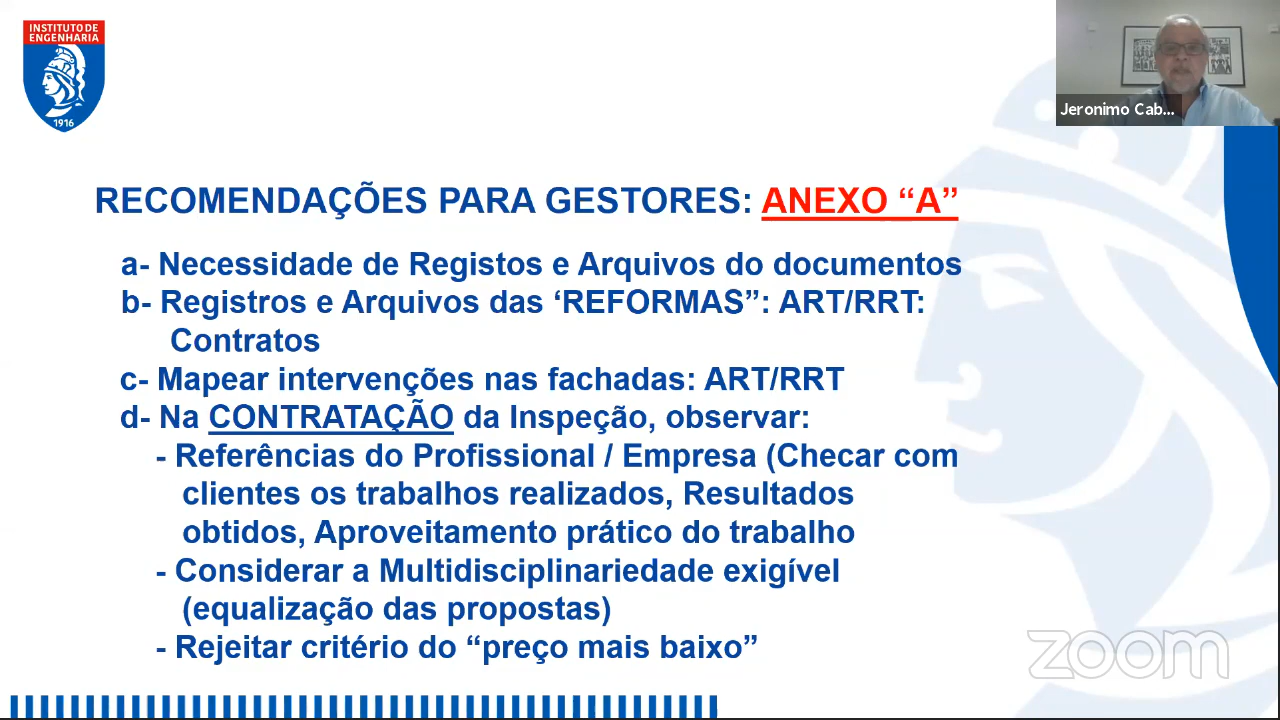 INSTITUTO DE
ENGENHARIA
1916
Jeronimo Cab...
RECOMENDAÇÕES PARA GESTORES: ANEXO “A”
a- Necessidade de Registos e Arquivos do documentos
b- Registros e Arquivos das ‘REFORMAS”: ART/RRT:
Contratos
c- Mapear intervenções nas fachadas: ART/RRT
d- Na CONTRATAÇÃO da Inspeção, observar:
- Referências do Profissional / Empresa (Checar com
clientes os trabalhos realizados, Resultados
obtidos, Aproveitamento prático do trabalho
- Considerar a Multidisciplinariedade exigível
(equalização das propostas)
- Rejeitar critério do “preço mais baixo”
zoom